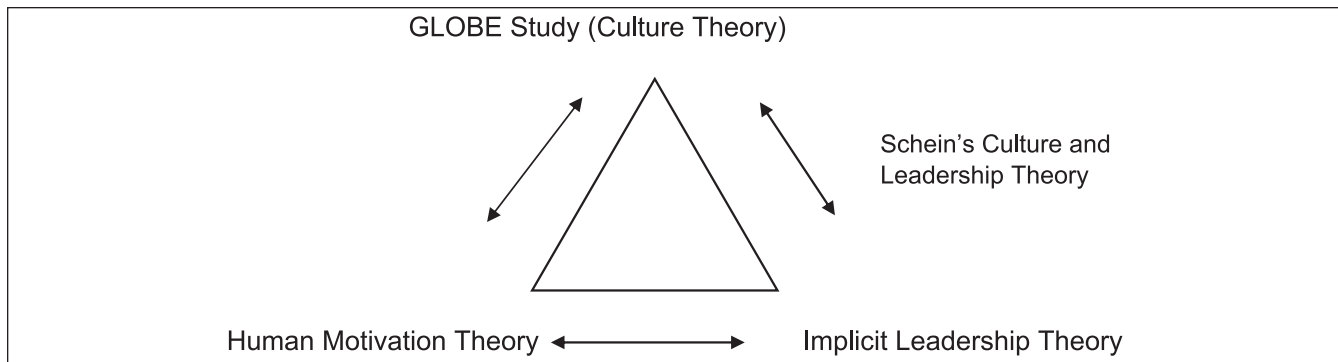 GLOBE Study (Culture Theory)
Schein’s Culture and
Leadership Theory
Human Motivation Theory
Implicit Leadership Theory